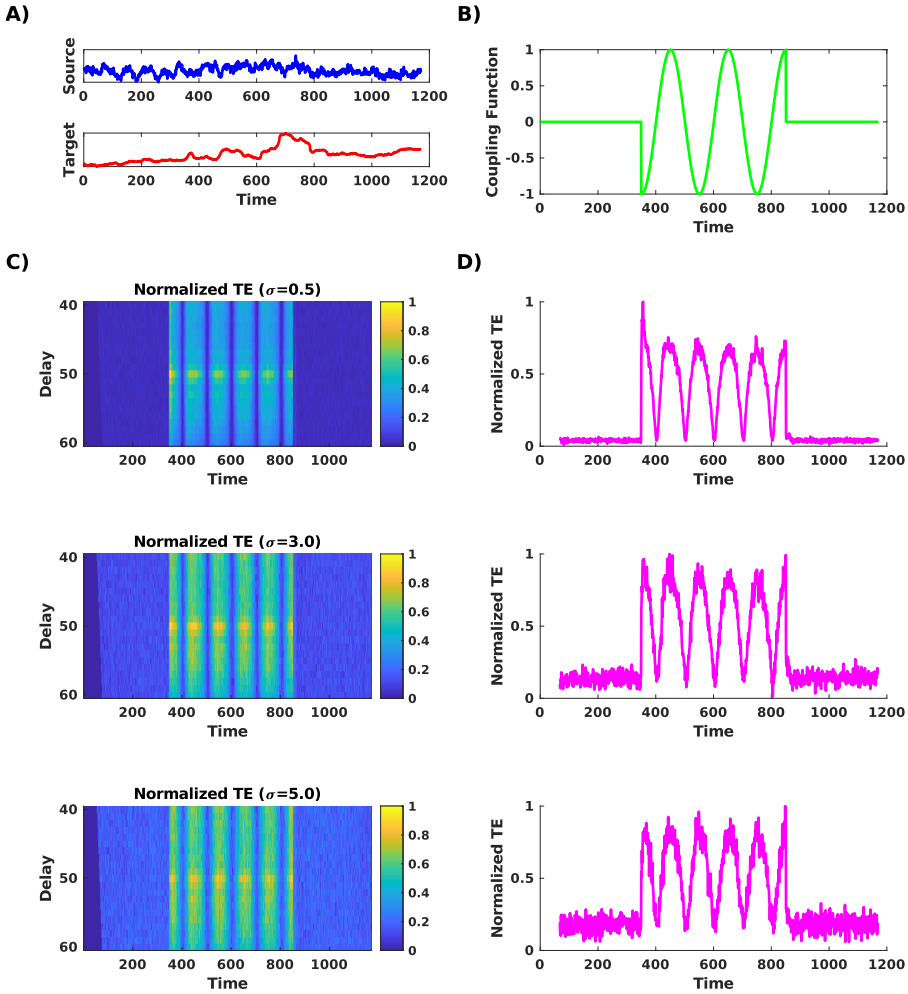 A)
Source
0 200 400 600 800 1000 1200
Target
0 200 400 600 800 1000 1200
Time
B)
Coupling Function
1
0.5
0
-0.5
-1
0 200 400 600 800 1000 1200
Time
C)
Normalized TE (σ=0.5)
Delay
40
50
60
200 400 600 800 1000
Time
1
0.8
0.6
0.4
0.2
0
D)
Normalized TE
1
0.5
0
0 200 400 600 800 1000 1200
Time
Normalized TE (σ=3.0)
Delay
40
50
60
200 400 600 800 1000
Time
1
0.8
0.6
0.4
0.2
0
Normalized TE
1
0.5
0
0 200 400 600 800 1000 1200
Time
Normalized TE (σ=5.0)
Delay
40
50
60
200 400 600 800 1000
Time
1
0.8
0.6
0.4
0.2
0
Normalized TE
1
0.5
0
0 200 400 600 800 1000 1200
Time